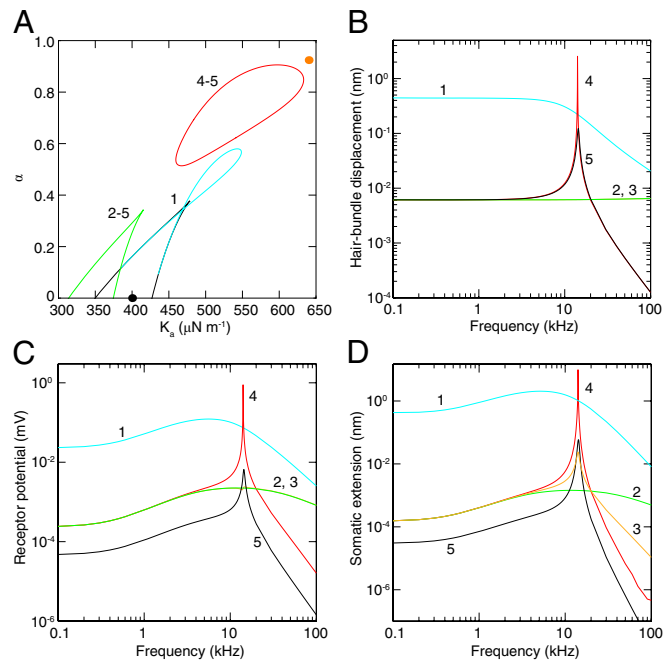 A
1.0
0.8
0.6
0.4
0.2
0
α
4-5
2-5
1
300 350 400 450 500 550 600 650
Kₐ (μN m⁻¹)
B
10⁰
10⁻¹
10⁻²
10⁻³
10⁻⁴
Hair-bundle displacement (nm)
1
4
5
2, 3
0.1 1 10 100
Frequency (kHz)
C
10⁰
10⁻²
10⁻⁴
10⁻⁶
Receptor potential (mV)
1
4
2, 3
5
0.1 1 10 100
Frequency (kHz)
D
10⁰
10⁻²
10⁻⁴
10⁻⁶
Somatic extension (nm)
1
4
2
3
5
0.1 1 10 100
Frequency (kHz)